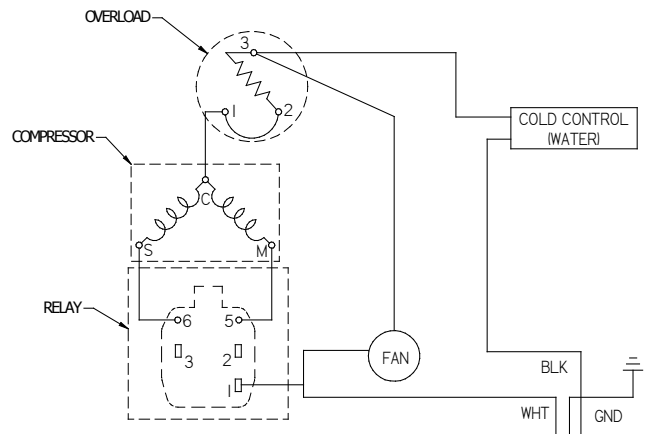 OVERLOAD
3
1
2
COLD CONTROL
(WATER)
COMPRESSOR
C
S
M
RELAY
6
5
3
2
1
FAN
BLK
WHT
GND